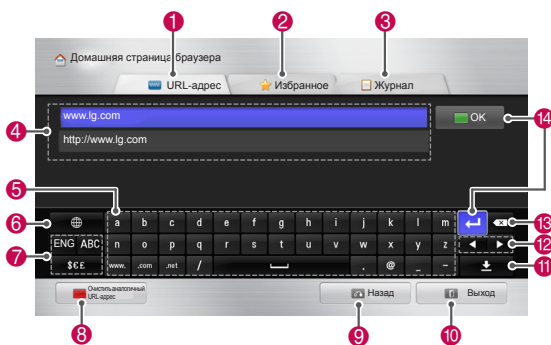 1
2
3
Домашняя страница браузера
URL-адрес
Избранное
Журнал
4
www.lg.com
OK
14
http://www.lg.com
5
6
a b c d e f g h i j k l m
13
7
ENG ABC n o p q r s t u v w x y z
12
$€£ www. .com .net / . @ _ -
11
Очистить аналогичный
URL-адрес
Назад
Выход
8
9
10